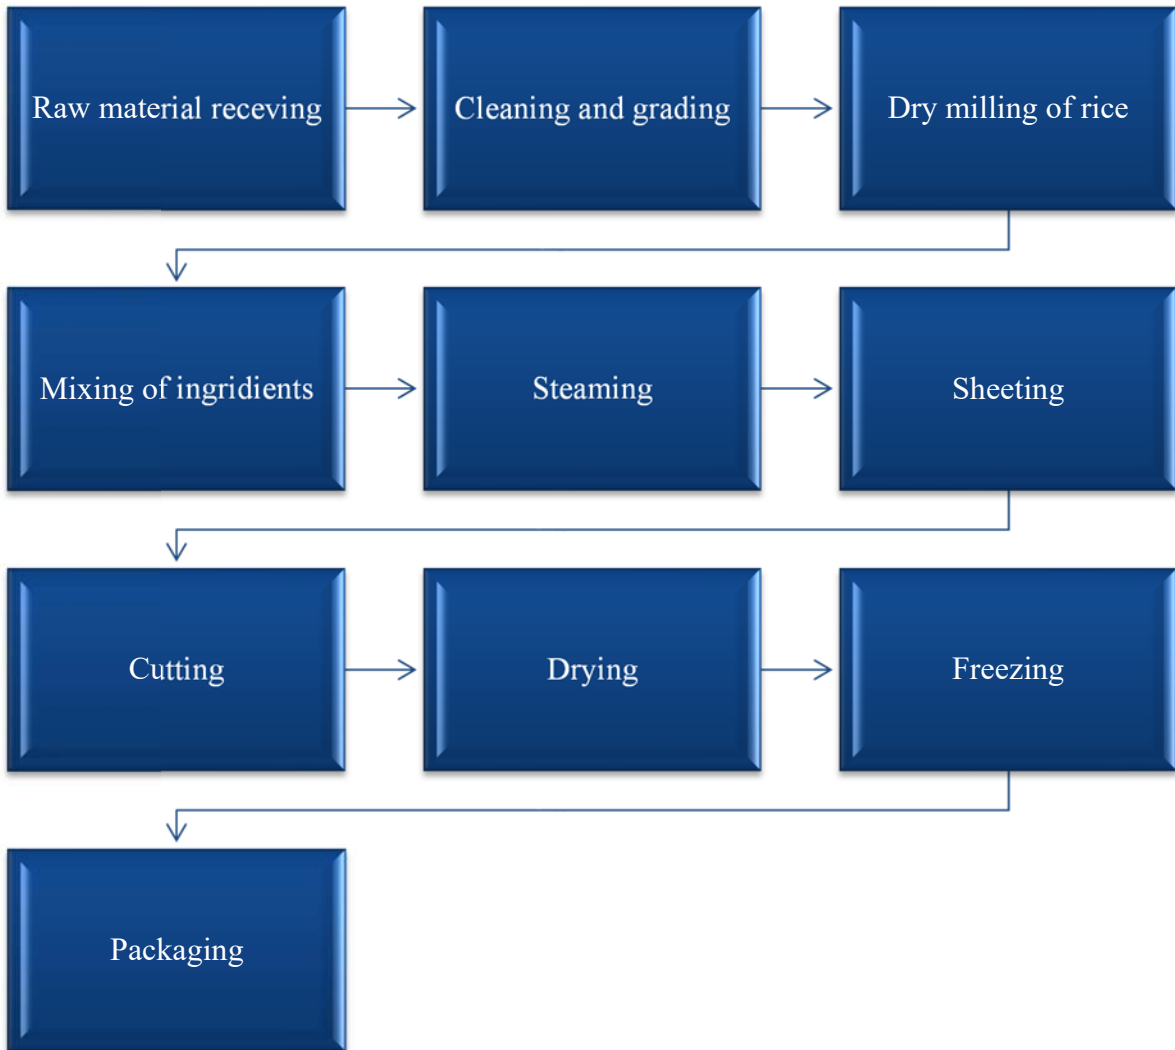 Raw material receving
Cleaning and grading
Dry milling of rice
Mixing of ingridients
Steaming
Sheeting
Cutting
Drying
Freezing
Packaging